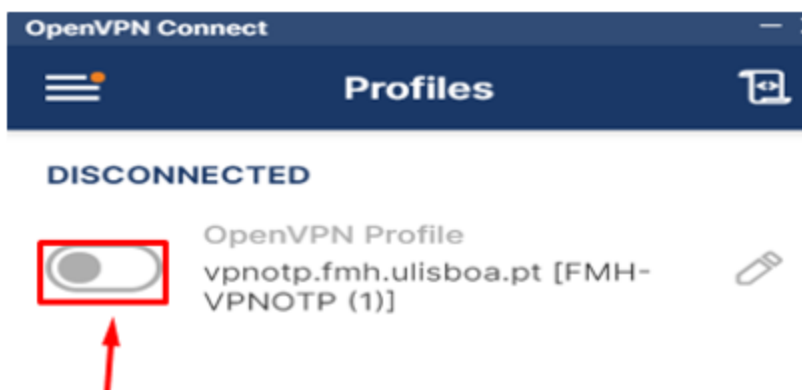 OpenVPN Connect
Profiles
DISCONNECTED
OpenVPN Profile
vpnotp.fmh.ulisboa.pt [FMH-
VPNOTP (1)]